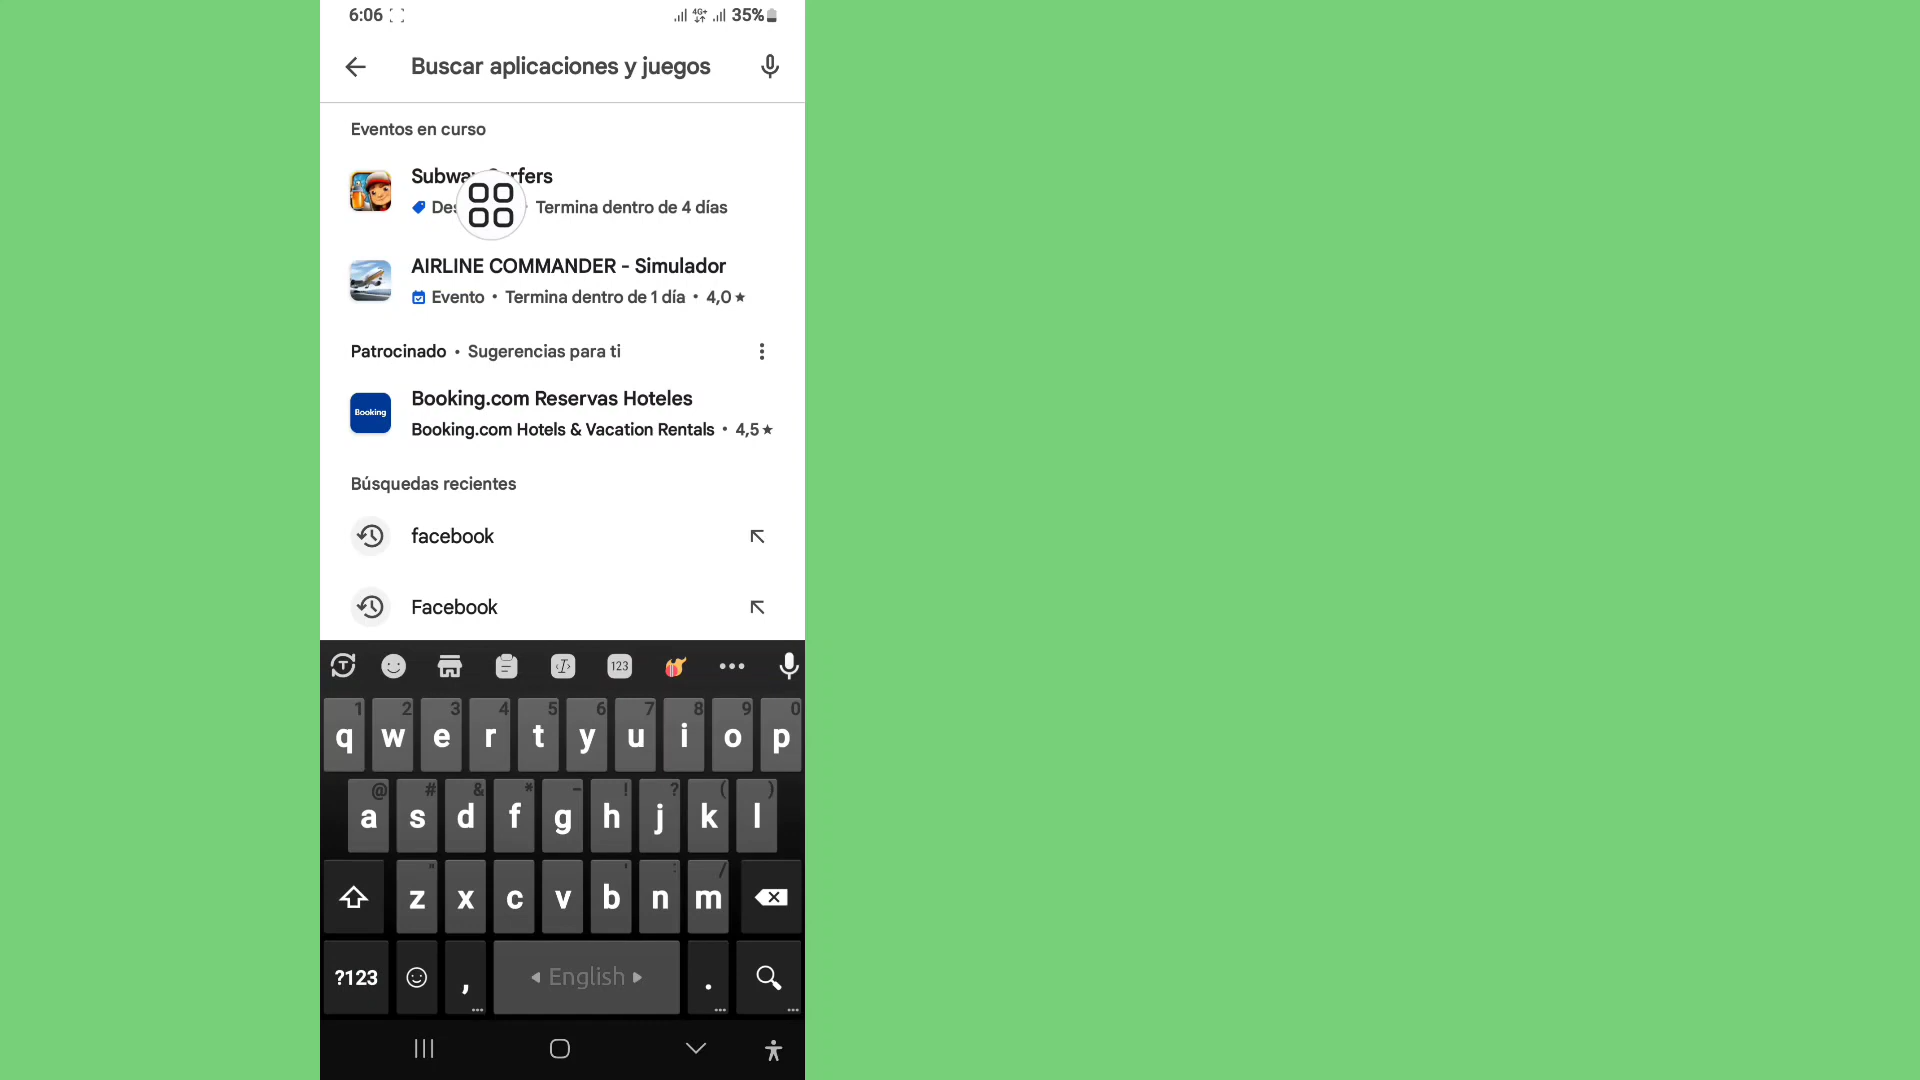 6:06 4G+ 35%
Buscar aplicaciones y juegos
Eventos en curso
Subway Surfers
Termina dentro de 4 días
AIRLINE COMMANDER - Simulador
Evento • Termina dentro de 1 día • 4,0 ★
Patrocinado • Sugerencias para ti
Booking
Booking.com Reservas Hoteles
Booking.com Hotels & Vacation Rentals • 4,5 ★
Búsquedas recientes
facebook
Facebook
T 123
1 2 3 4 5 6 7 8 9 0
q w e r t y u i o p
@ # & * - ! ? ( )
a s d f g h j k l
" ' : /
z x c v b n m
?123 , English .